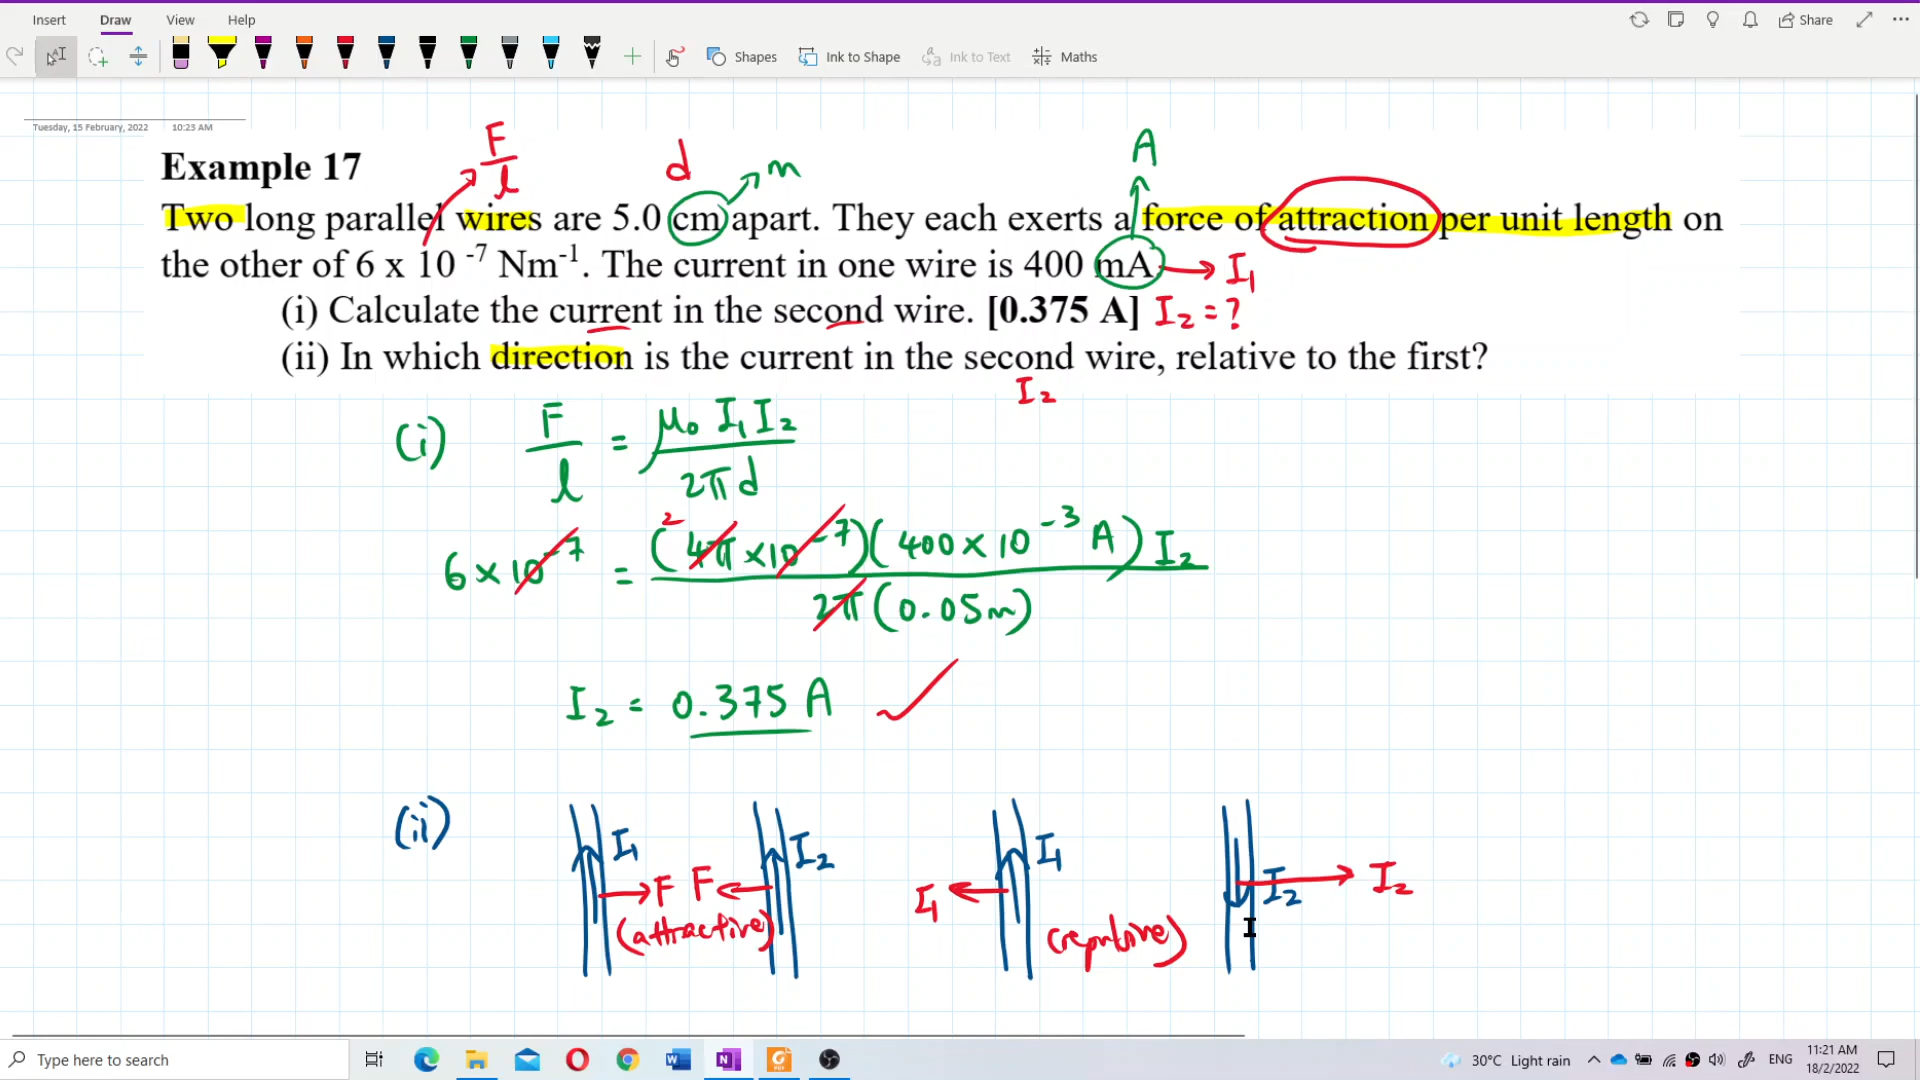 Insert Draw View Help
Share
Shapes Ink to Shape Ink to Text Maths
Tuesday, 15 February, 2022 10:23 AM
F/l d m A
Example 17
Two long parallel wires are 5.0 cm apart. They each exerts a force of attraction per unit length on
the other of 6 x 10 ⁻⁷ Nm⁻¹. The current in one wire is 400 mA. I₁
(i) Calculate the current in the second wire. [0.375 A] I₂ = ?
(ii) In which direction is the current in the second wire, relative to the first?
I₂
(i) F/l = μ₀ I₁ I₂ / 2π d
6 × 10⁻⁷ = (4π × 10⁻⁷)(400 × 10⁻³ A) I₂ / 2π (0.05m)
2
I₂ = 0.375 A
(ii) I₁ I₂ I₁ I₂
F F I₁ I₂
(attractive) (repulsive)
Type here to search
30°C Light rain ENG 11:21 AM
18/2/2022